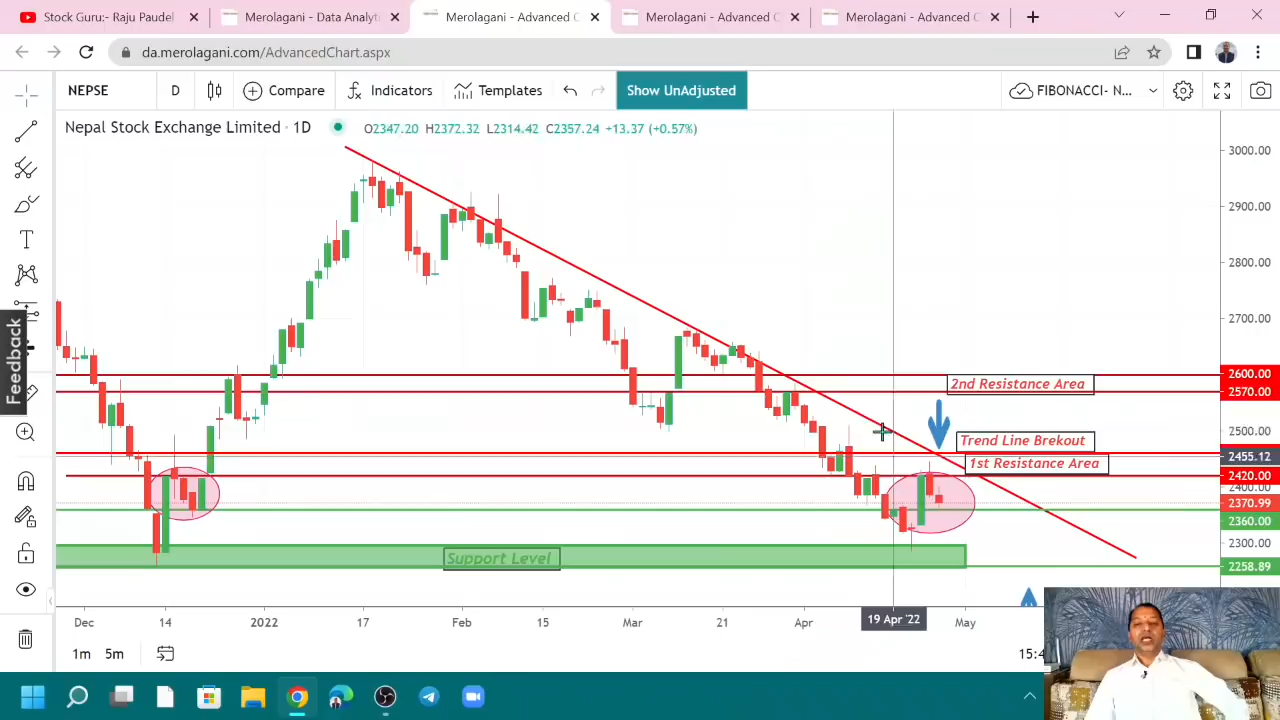 Stock Guru:- Raju Paudel
Merolagani - Data Analyti
Merolagani - Advanced C
Merolagani - Advanced C
Merolagani - Advanced C
da.merolagani.com/AdvancedChart.aspx
NEPSE
D
Compare
Indicators
Templates
Show UnAdjusted
FIBONACCI- N...
Nepal Stock Exchange Limited · 1D
O2347.20 H2372.32 L2314.42 C2357.24 +13.37 (+0.57%)
3000.00
2900.00
2800.00
2700.00
2600.00
2nd Resistance Area
2570.00
2500.00
Trend Line Brekout
2455.12
1st Resistance Area
2420.00
2400.00
2370.99
2360.00
2300.00
Support Level
2258.89
Feedback
Dec
14
2022
17
Feb
15
Mar
21
Apr
19 Apr '22
May
1m
5m
15:4